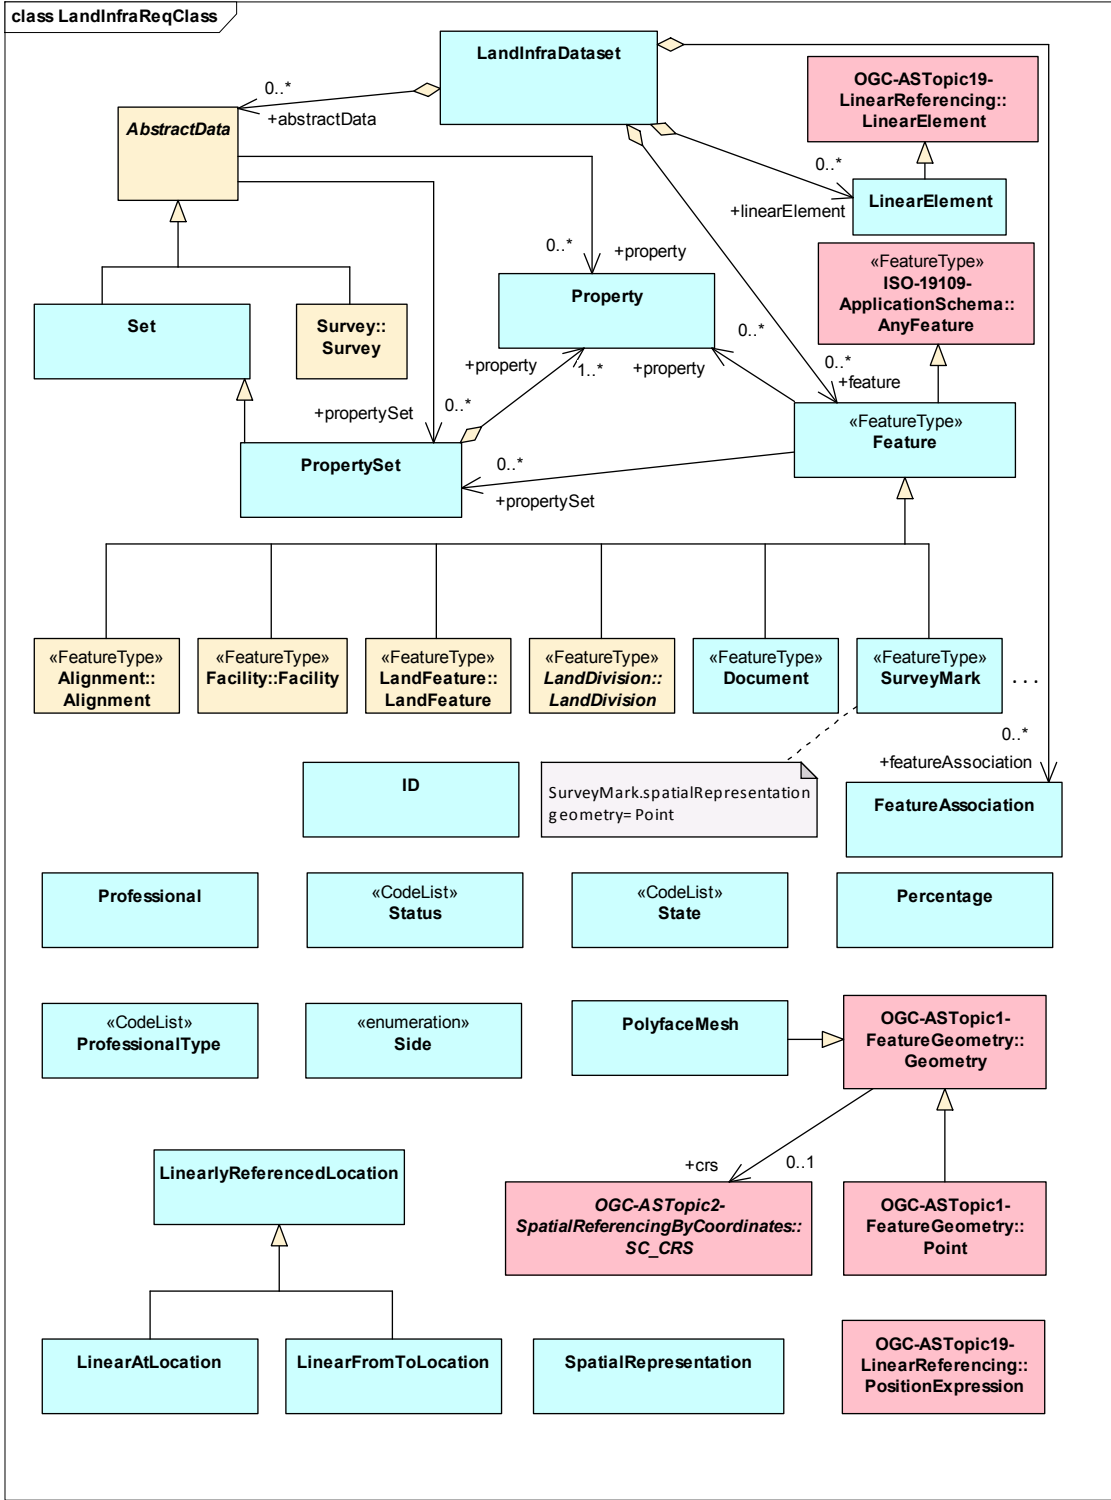 class LandInfraReqClass
LandInfraDataset
OGC-ASTopic19-
LinearReferencing::
LinearElement
0..*
+abstractData
AbstractData
0..*
+linearElement
LinearElement
«FeatureType»
ISO-19109-
ApplicationSchema::
AnyFeature
0..*
+property
Property
Set
Survey::
Survey
+property
1..*
0..*
+property
0..*
+feature
+propertySet
0..*
«FeatureType»
Feature
PropertySet
0..*
+propertySet
«FeatureType»
Alignment::
Alignment
«FeatureType»
Facility::Facility
«FeatureType»
LandFeature::
LandFeature
«FeatureType»
LandDivision::
LandDivision
«FeatureType»
Document
«FeatureType»
SurveyMark
...
0..*
+featureAssociation
ID
SurveyMark.spatialRepresentation
geometry= Point
FeatureAssociation
Professional
«CodeList»
Status
«CodeList»
State
Percentage
«CodeList»
ProfessionalType
«enumeration»
Side
PolyfaceMesh
OGC-ASTopic1-
FeatureGeometry::
Geometry
LinearlyReferencedLocation
+crs
0..1
OGC-ASTopic2-
SpatialReferencingByCoordinates::
SC_CRS
OGC-ASTopic1-
FeatureGeometry::
Point
LinearAtLocation
LinearFromToLocation
SpatialRepresentation
OGC-ASTopic19-
LinearReferencing::
PositionExpression